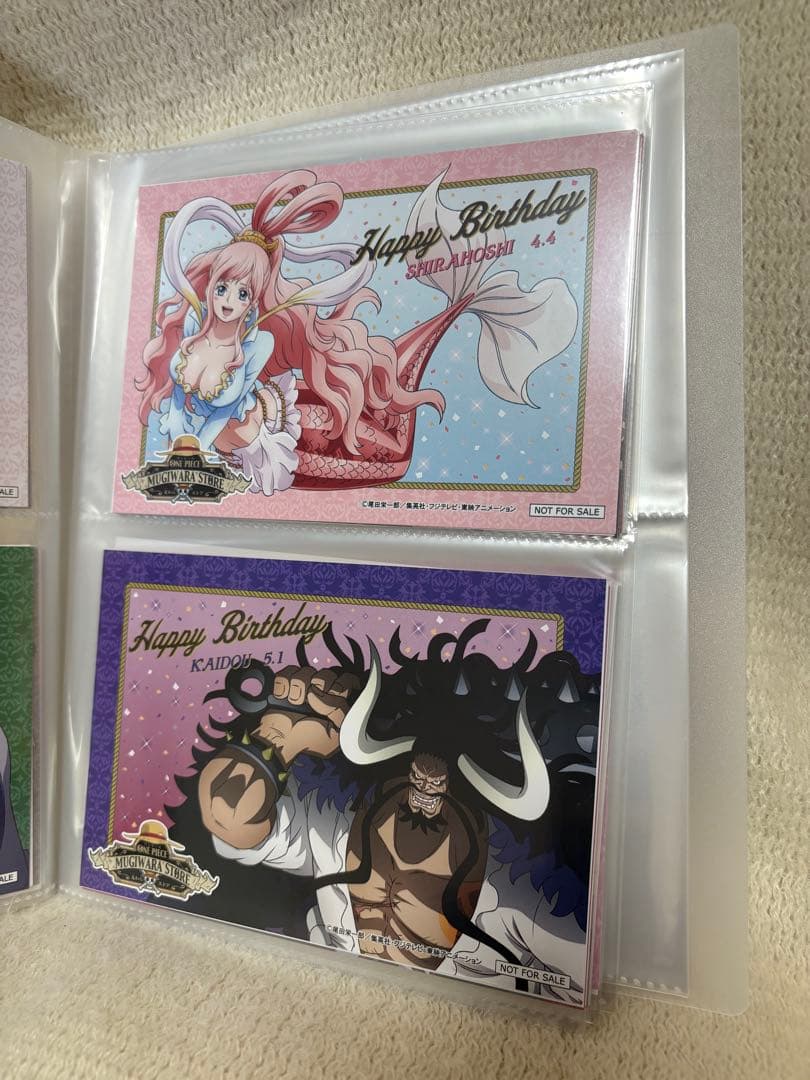 Happy Birthday
SHIRAHOSHI 4.4
ONE PIECE
MUGIWARA STORE
©尾田栄一郎/集英社・フジテレビ・東映アニメーション
NOT FOR SALE
ALE
Happy Birthday
KAIDOU 5.1
ONE PIECE
MUGIWARA STORE
©尾田栄一郎/集英社・フジテレビ・東映アニメーション
NOT FOR SALE
ALE